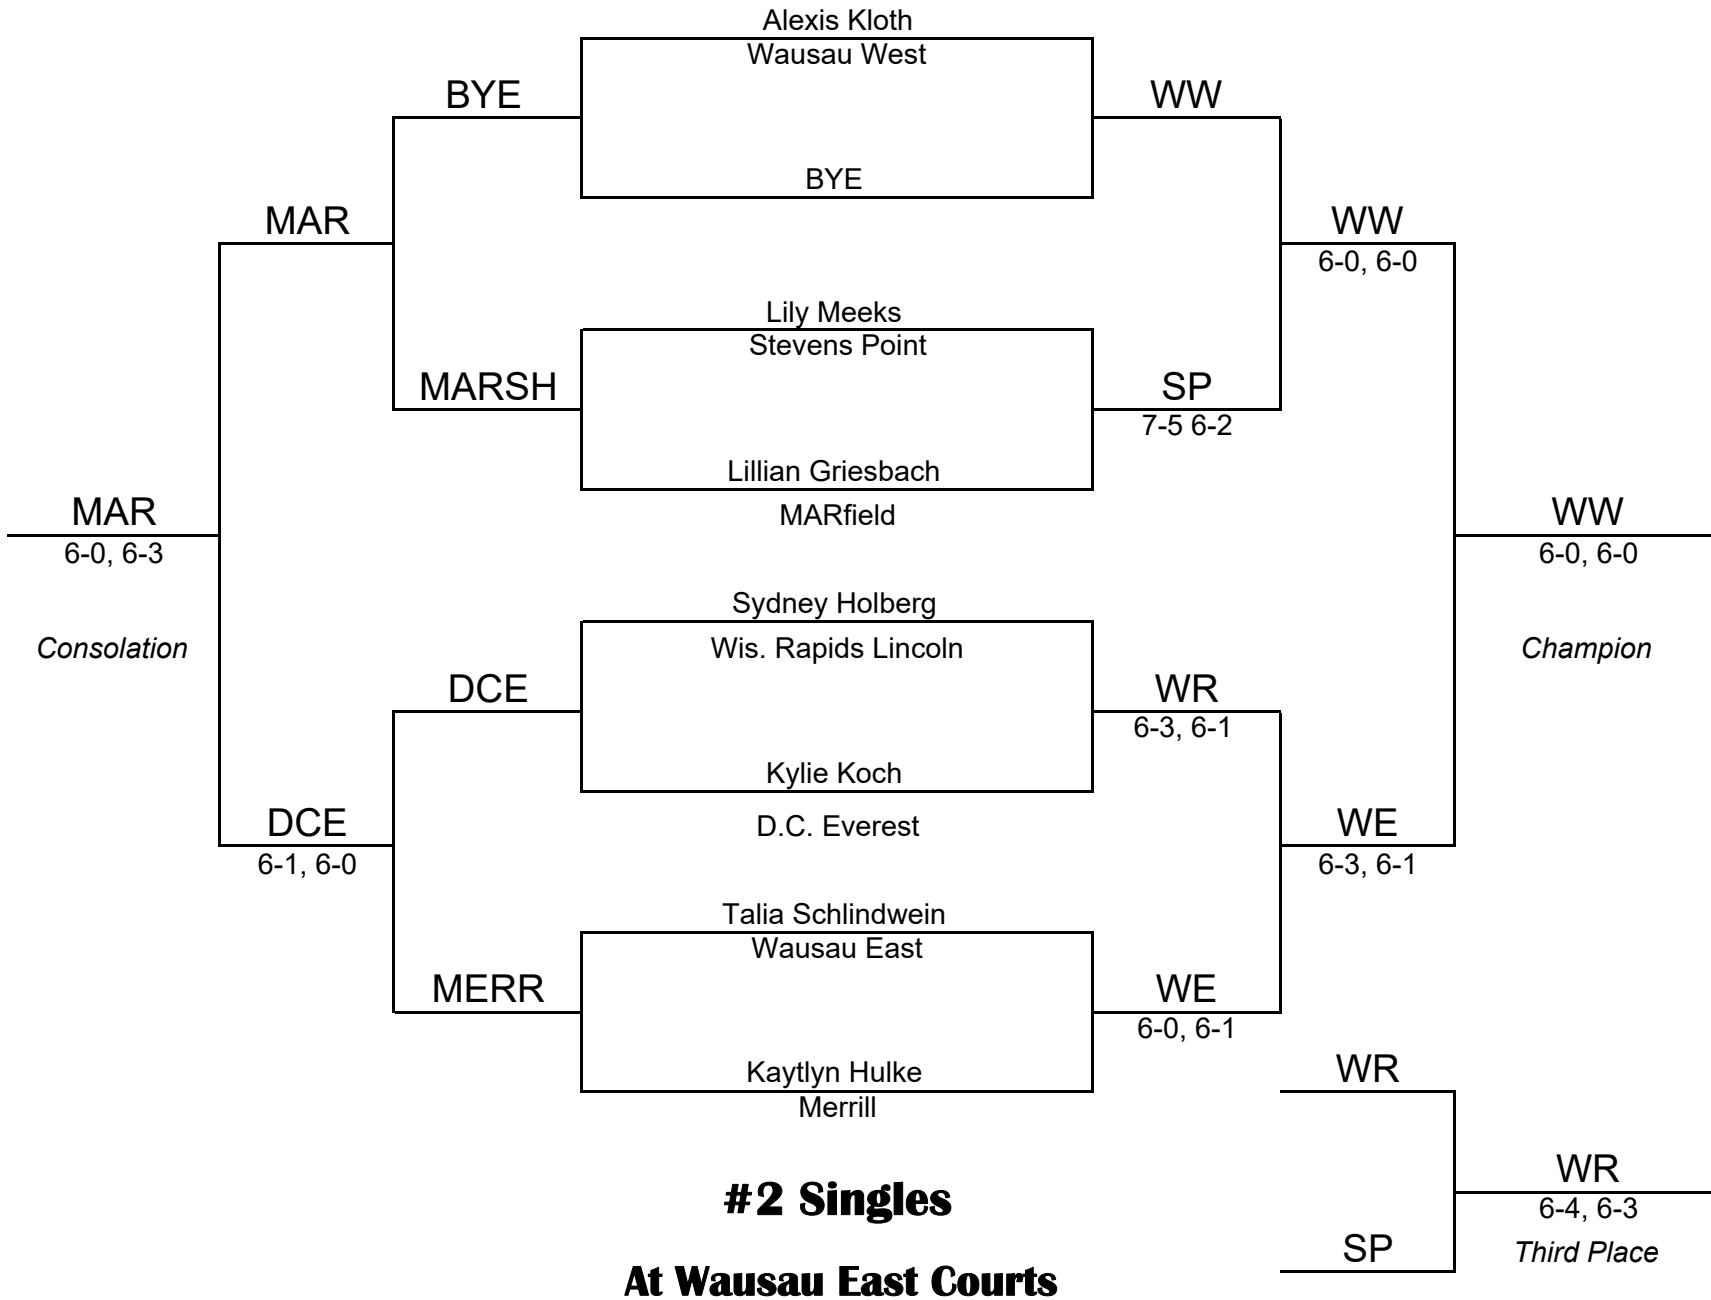 Alexis Kloth
Wausau West
BYE
WW
BYE
MAR
WW
6-0, 6-0
Lily Meeks
Stevens Point
MARSH
SP
7-5 6-2
Lillian Griesbach
MARfield
MAR
6-0, 6-3
WW
6-0, 6-0
Sydney Holberg
Consolation
Wis. Rapids Lincoln
Champion
DCE
WR
6-3, 6-1
Kylie Koch
DCE
6-1, 6-0
D.C. Everest
WE
6-3, 6-1
Talia Schlindwein
Wausau East
MERR
WE
6-0, 6-1
Kaytlyn Hulke
Merrill
WR
#2 Singles
WR
6-4, 6-3
SP
Third Place
At Wausau East Courts